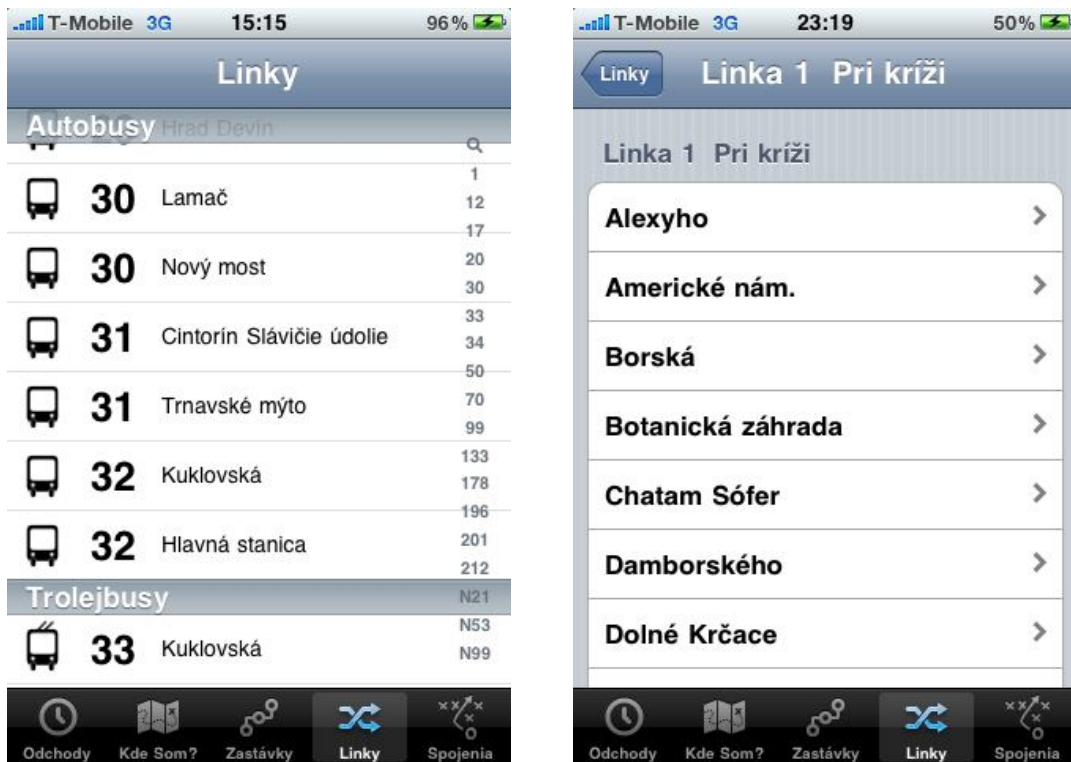 T-Mobile 3G 15:15 96%
Linky
Autobusy
Hrad Devín
30 Lamač
30 Nový most
31 Cintorín Slávičie údolie
31 Trnavské mýto
32 Kuklovská
32 Hlavná stanica
Trolejbusy
33 Kuklovská
1
12
17
20
30
33
34
50
70
99
133
178
196
201
212
N21
N53
N99
Odchody Kde Som? Zastávky Linky Spojenia
T-Mobile 3G 23:19 50%
Linky Linka 1 Pri kríži
Linka 1 Pri kríži
Alexyho
Americké nám.
Borská
Botanická záhrada
Chatam Sófer
Damborského
Dolné Krčace
Odchody Kde Som? Zastávky Linky Spojenia